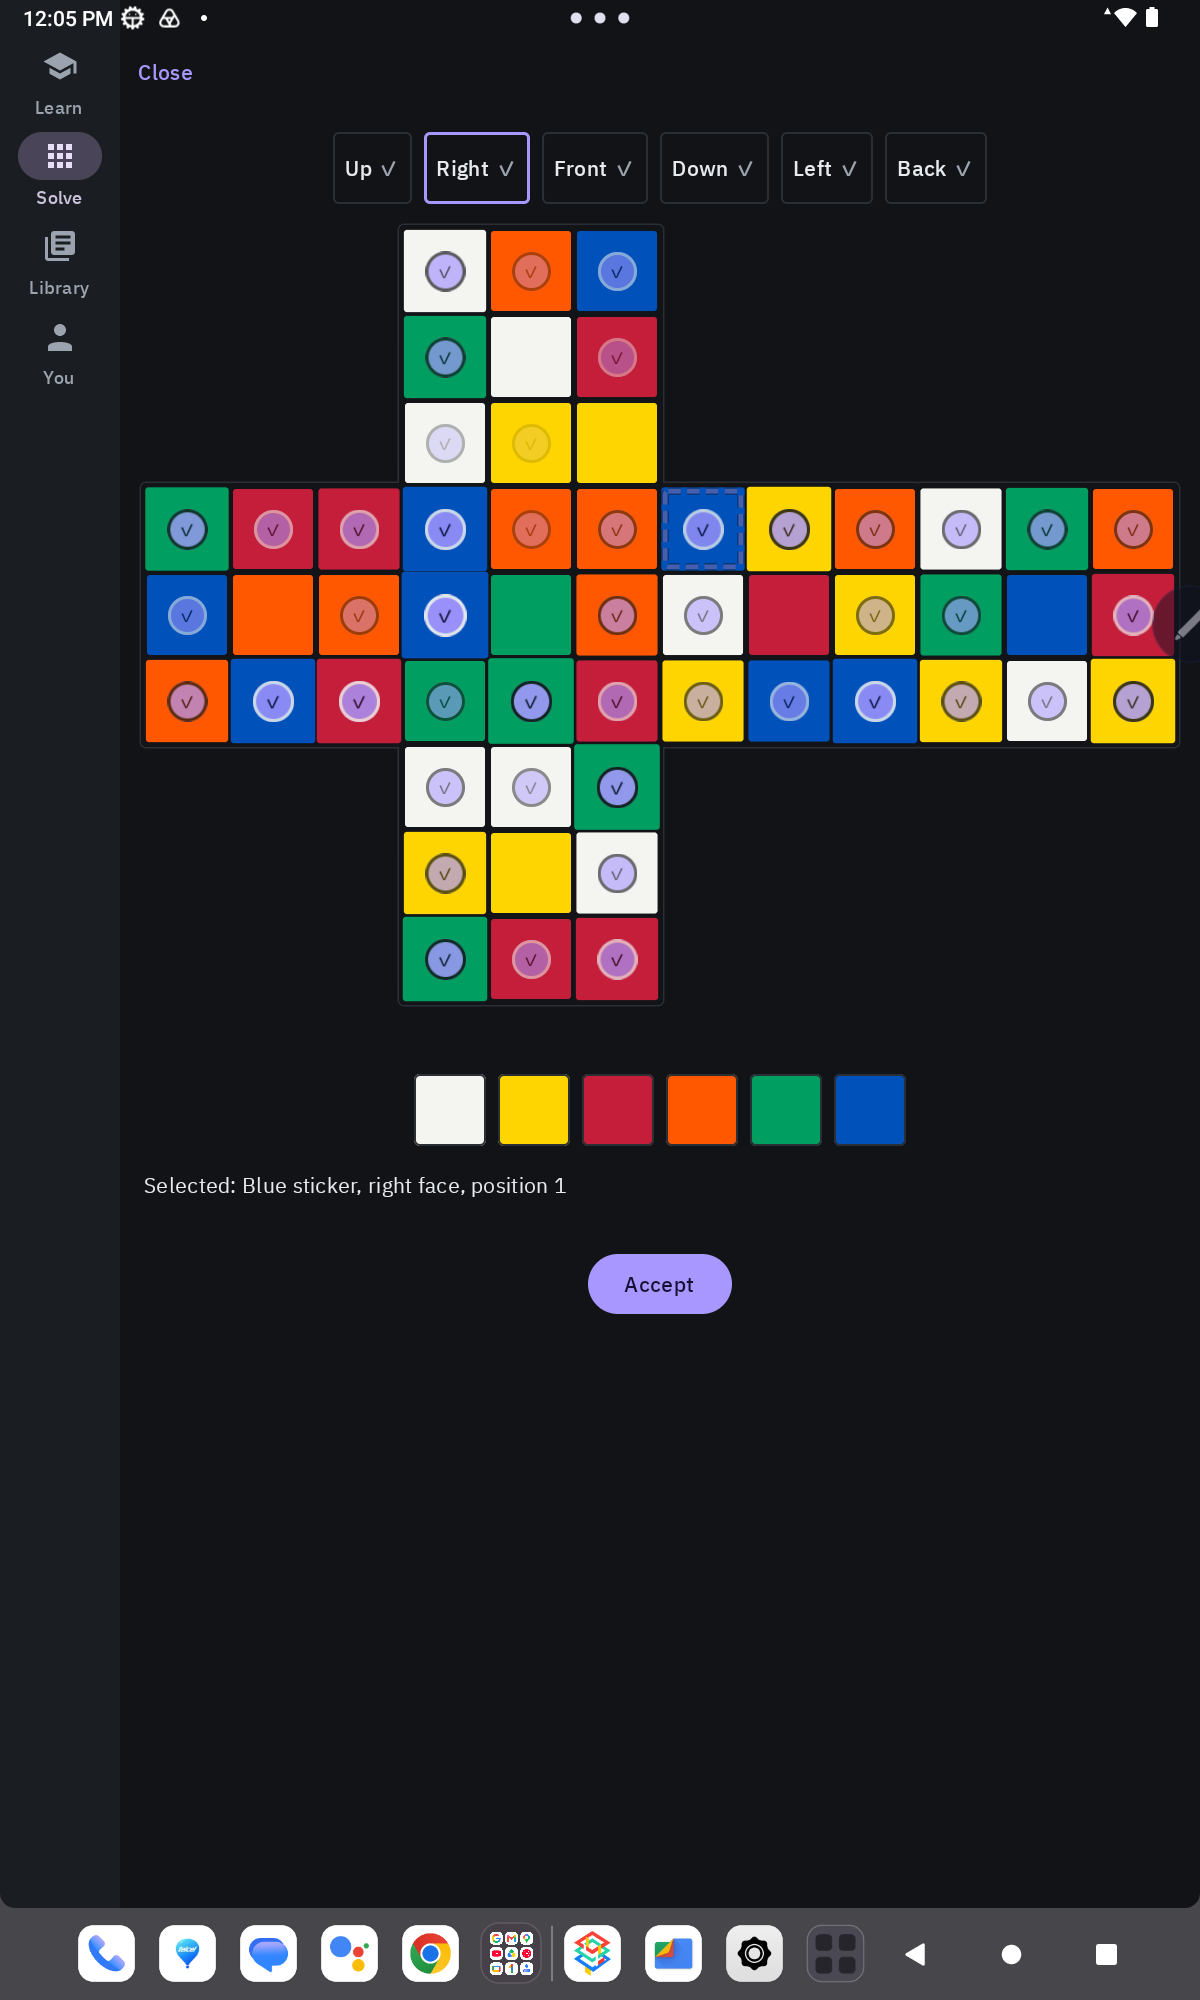 12:05 PM
Close
Learn
Solve
Library
You
Up ✓ Right ✓ Front ✓ Down ✓ Left ✓ Back ✓
Selected: Blue sticker, right face, position 1
Accept